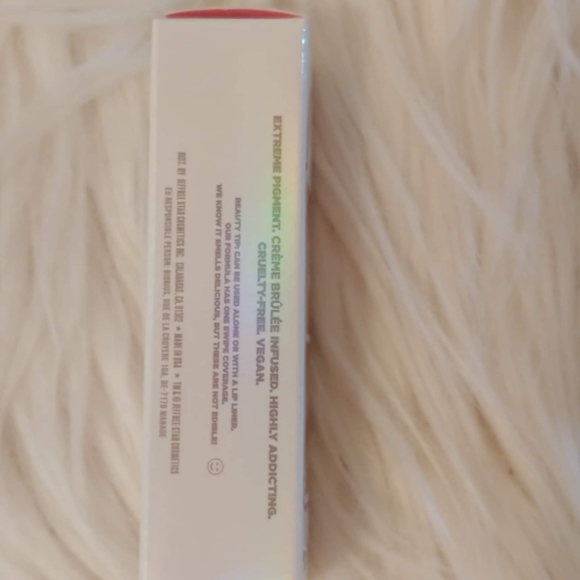 EXTREME PIGMENT. CRÈME BRÛLÉE INFUSED. HIGHLY ADDICTING.
CRUELTY-FREE. VEGAN.
BEAUTY TIP: CAN BE USED ALONE OR WITH A LIP LINER.
OUR FORMULA HAS ONE SWIPE COVERAGE.
WE KNOW IT SMELLS DELICIOUS, BUT THESE ARE NOT EDIBLE!
DIST. BY JEFFREE STAR COSMETICS INC. CALABASAS, CA. 91302 ★ MADE IN USA ★ TM & © JEFFREE STAR COSMETICS
EU RESPONSIBLE PERSON: BIORIUS, RUE DE LA CROYERE 10A, BE-7170 MANAGE